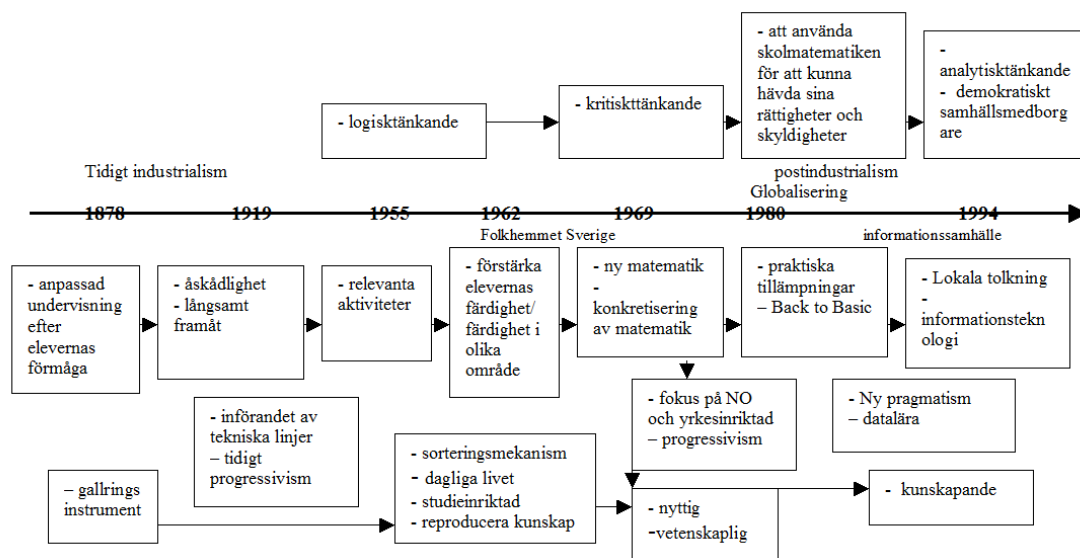 - logisktänkande
- kritiskttänkande
- att använda
skolmatematiken
för att kunna
hävda sina
rättigheter och
skyldigheter
-
analytisktänkande
- demokratiskt
samhällsmedborg
are
Tidigt industrialism
postindustrialism
Globalisering
1878
1919
1955
1962
1969
1980
1994
Folkhemmet Sverige
informationssamhälle
- anpassad
undervisning
efter
elevernas
förmåga
- åskådlighet
- långsamt
framåt
- relevanta
aktiviteter
- förstärka
elevernas
färdighet/
färdighet i
olika
område
- ny matematik
-
konkretisering
av matematik
- praktiska
tillämpningar
– Back to Basic
- Lokala tolkning
-
informationstekn
ologi
- införandet av
tekniska linjer
– tidigt
progressivism
- fokus på NO
och yrkesinriktad
– progressivism
- Ny pragmatism
– datalära
– gallrings
instrument
- sorteringsmekanism
- dagliga livet
- studieinriktad
- reproducera kunskap
- nyttig
-vetenskaplig
- kunskapande